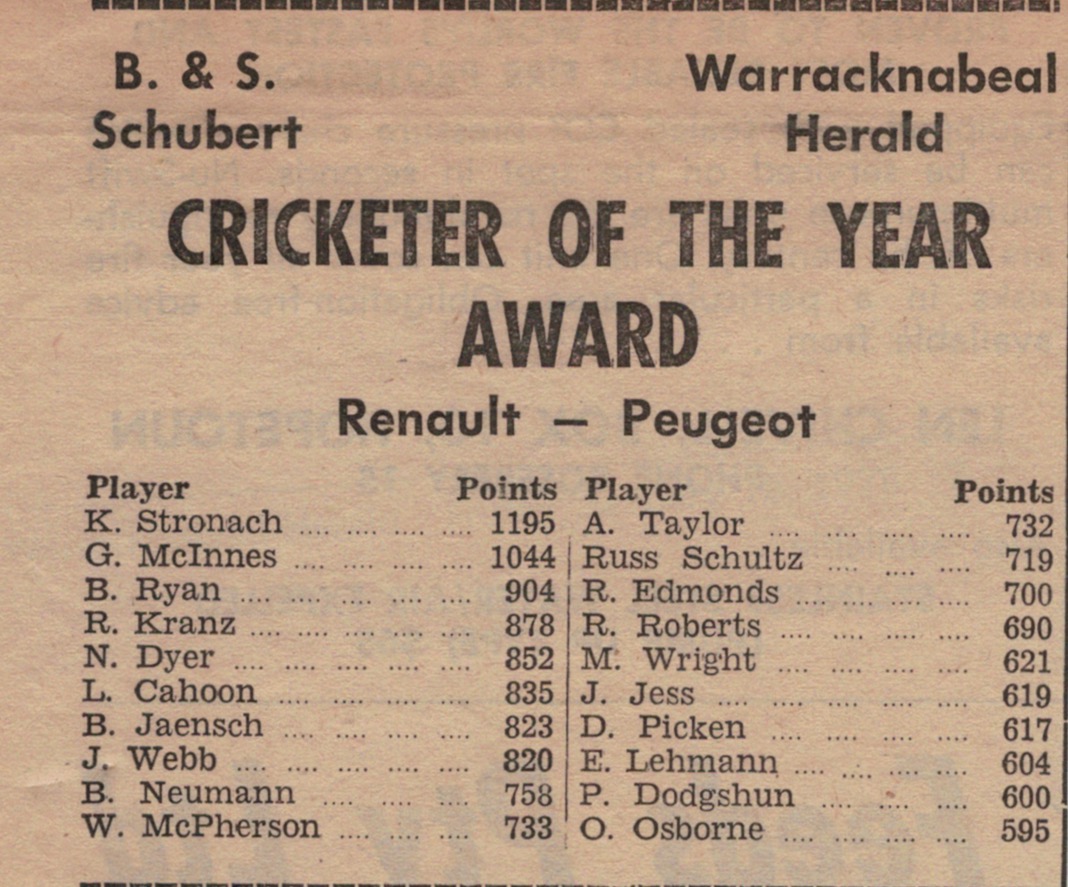 B. & S.
Schubert
Warracknabeal
Herald
CRICKETER OF THE YEAR
AWARD
Renault — Peugeot
Player Points
K. Stronach .... .... .... .... 1195
G. McInnes .... .... .... .... 1044
B. Ryan .... .... .... .... .... 904
R. Kranz .... .... .... .... .... 878
N. Dyer .... .... .... .... .... 852
L. Cahoon .... .... .... .... 835
B. Jaensch .... .... .... .... 823
J. Webb .... .... .... .... .... 820
B. Neumann .... .... .... 758
W. McPherson .... .... .... 733
Player Points
A. Taylor .... .... .... .... 732
Russ Schultz .... .... .... 719
R. Edmonds .... .... .... .... 700
R. Roberts .... .... .... .... 690
M. Wright .... .... .... .... 621
J. Jess .... .... .... .... .... 619
D. Picken .... .... .... .... 617
E. Lehmann .... .... .... .... 604
P. Dodgshun .... .... .... 600
O. Osborne .... .... .... .... 595